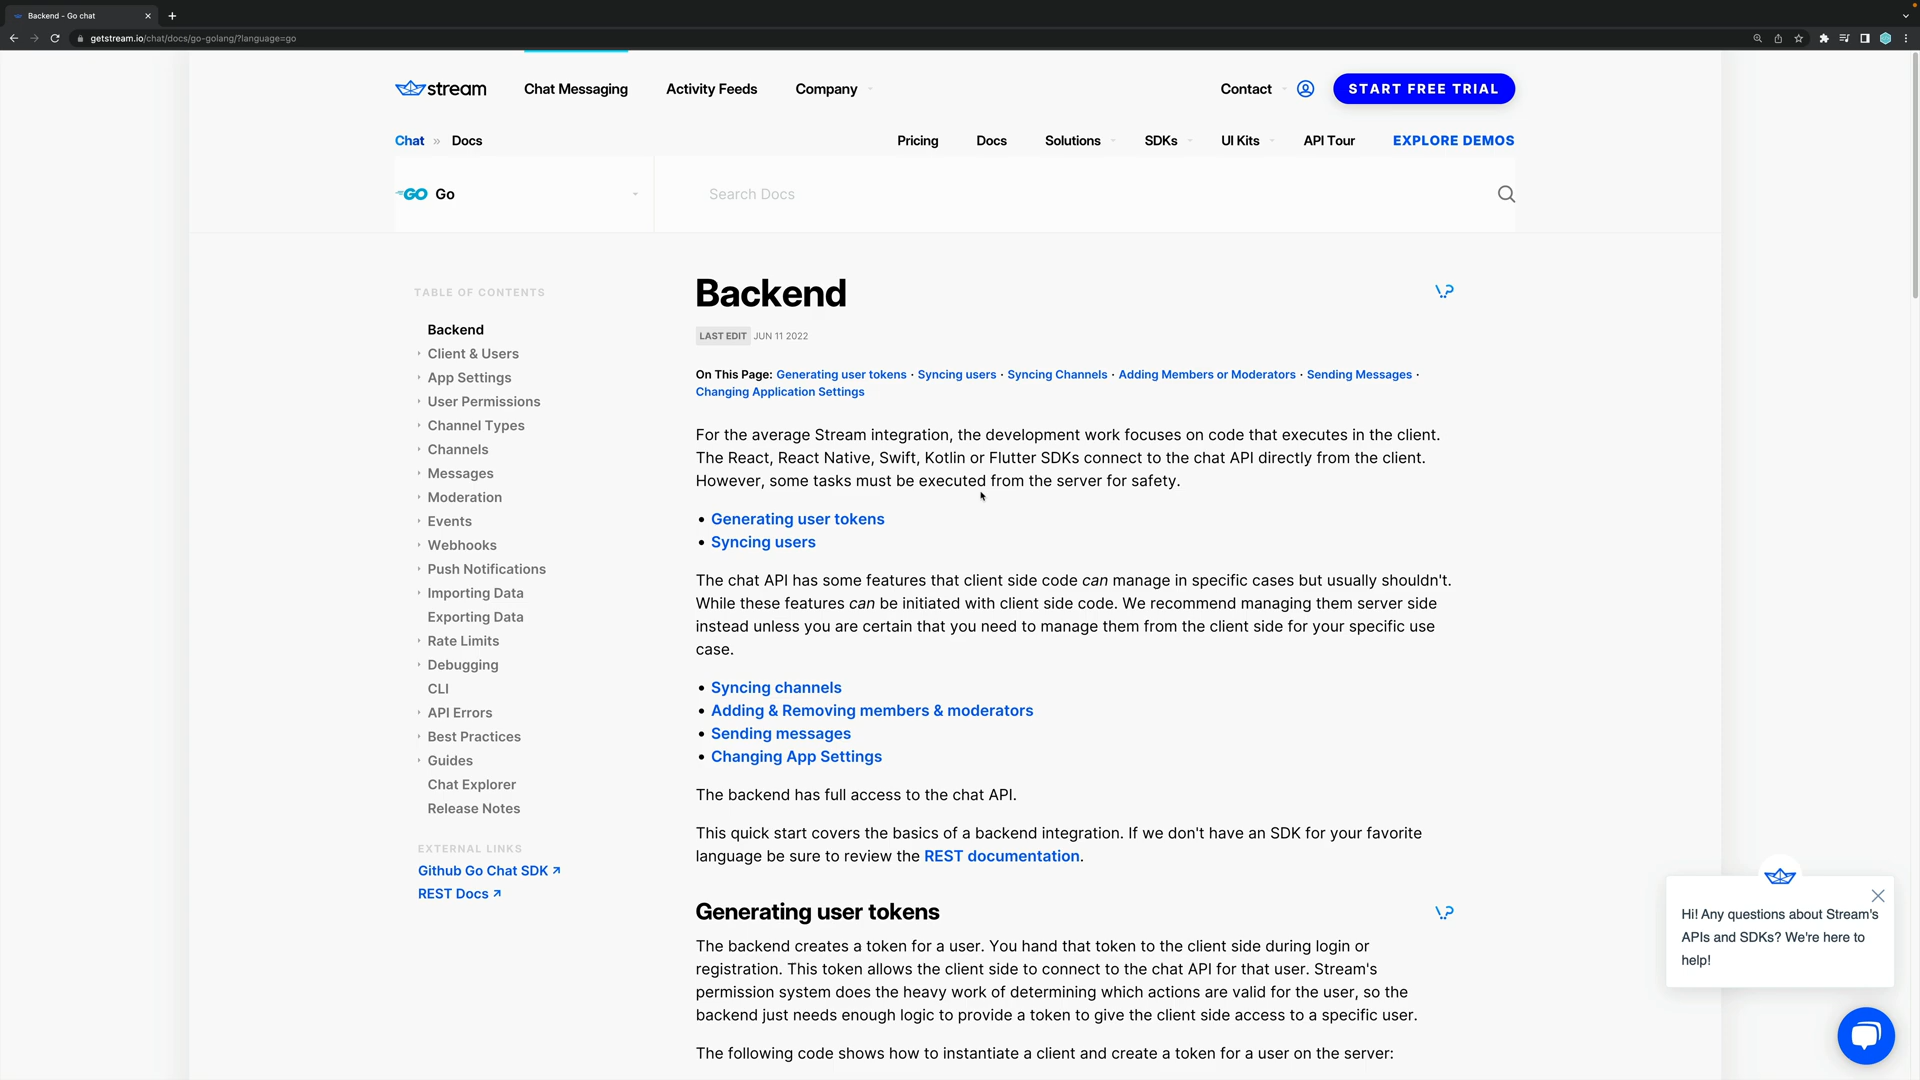 Backend - Go chat
getstream.io/chat/docs/go-golang/?language=go
stream
Chat Messaging
Activity Feeds
Company
Contact
START FREE TRIAL
Chat » Docs
Pricing
Docs
Solutions
SDKs
UI Kits
API Tour
EXPLORE DEMOS
GO Go
Search Docs
TABLE OF CONTENTS
Backend
Client & Users
App Settings
User Permissions
Channel Types
Channels
Messages
Moderation
Events
Webhooks
Push Notifications
Importing Data
Exporting Data
Rate Limits
Debugging
CLI
API Errors
Best Practices
Guides
Chat Explorer
Release Notes
EXTERNAL LINKS
Github Go Chat SDK
REST Docs
Backend
LAST EDIT JUN 11 2022
On This Page: Generating user tokens · Syncing users · Syncing Channels · Adding Members or Moderators · Sending Messages ·
Changing Application Settings
For the average Stream integration, the development work focuses on code that executes in the client.
The React, React Native, Swift, Kotlin or Flutter SDKs connect to the chat API directly from the client.
However, some tasks must be executed from the server for safety.
• Generating user tokens
• Syncing users
The chat API has some features that client side code can manage in specific cases but usually shouldn't.
While these features can be initiated with client side code. We recommend managing them server side
instead unless you are certain that you need to manage them from the client side for your specific use
case.
• Syncing channels
• Adding & Removing members & moderators
• Sending messages
• Changing App Settings
The backend has full access to the chat API.
This quick start covers the basics of a backend integration. If we don't have an SDK for your favorite
language be sure to review the REST documentation.
Generating user tokens
The backend creates a token for a user. You hand that token to the client side during login or
registration. This token allows the client side to connect to the chat API for that user. Stream's
permission system does the heavy work of determining which actions are valid for the user, so the
backend just needs enough logic to provide a token to give the client side access to a specific user.
The following code shows how to instantiate a client and create a token for a user on the server:
Hi! Any questions about Stream's
APIs and SDKs? We're here to
help!